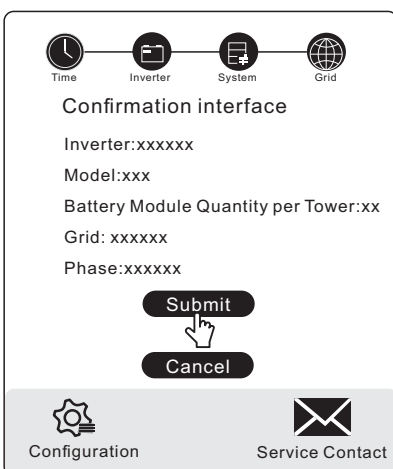 Time Inverter System Grid
Confirmation interface
Inverter:xxxxxx
Model:xxx
Battery Module Quantity per Tower:xx
Grid: xxxxxx
Phase:xxxxxx
Submit
Cancel
Configuration Service Contact